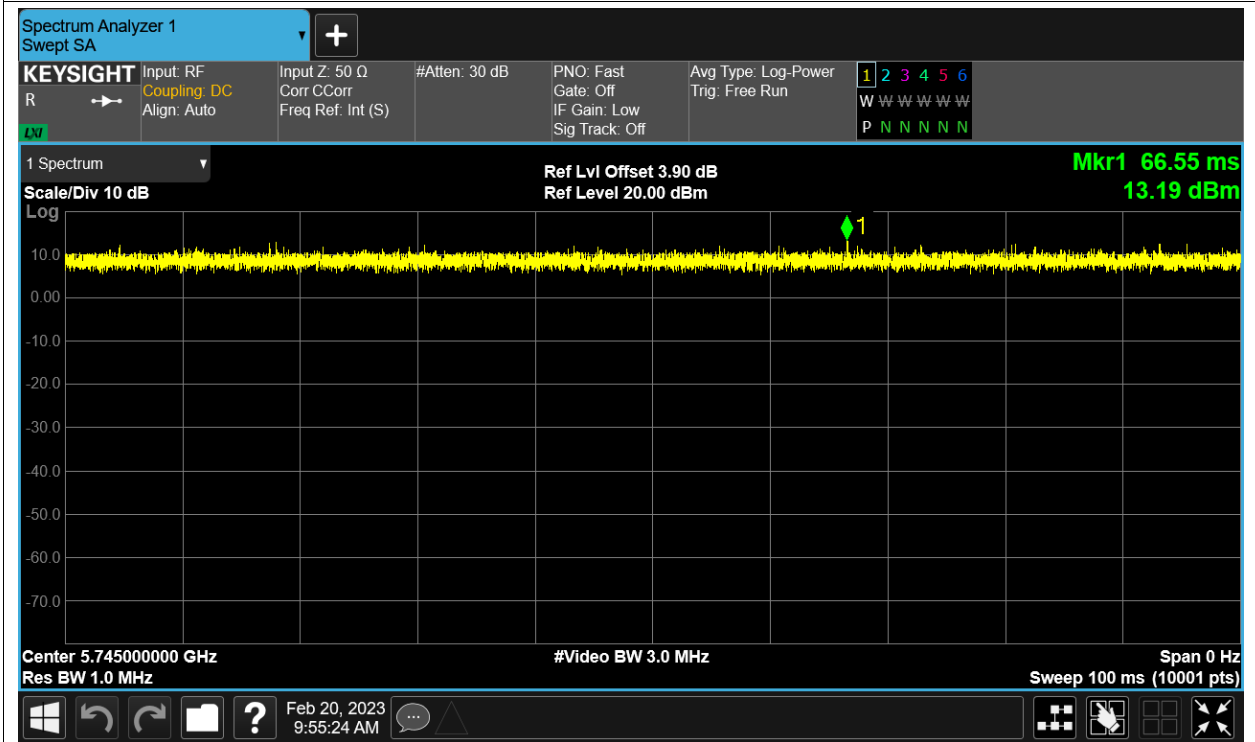 Spectrum Analyzer 1
Swept SA
+
KEYSIGHT
R
LXI
Input: RF
Coupling: DC
Align: Auto
Input Z: 50 Ω
Corr CCorr
Freq Ref: Int (S)
#Atten: 30 dB
PNO: Fast
Gate: Off
IF Gain: Low
Sig Track: Off
Avg Type: Log-Power
Trig: Free Run
1 2 3 4 5 6
W W W W W W
P N N N N N
1 Spectrum
Scale/Div 10 dB
Log
Ref Lvl Offset 3.90 dB
Ref Level 20.00 dBm
Mkr1 66.55 ms
13.19 dBm
1
10.0
0.00
-10.0
-20.0
-30.0
-40.0
-50.0
-60.0
-70.0
Center 5.745000000 GHz
Res BW 1.0 MHz
#Video BW 3.0 MHz
Span 0 Hz
Sweep 100 ms (10001 pts)
?
Feb 20, 2023
9:55:24 AM